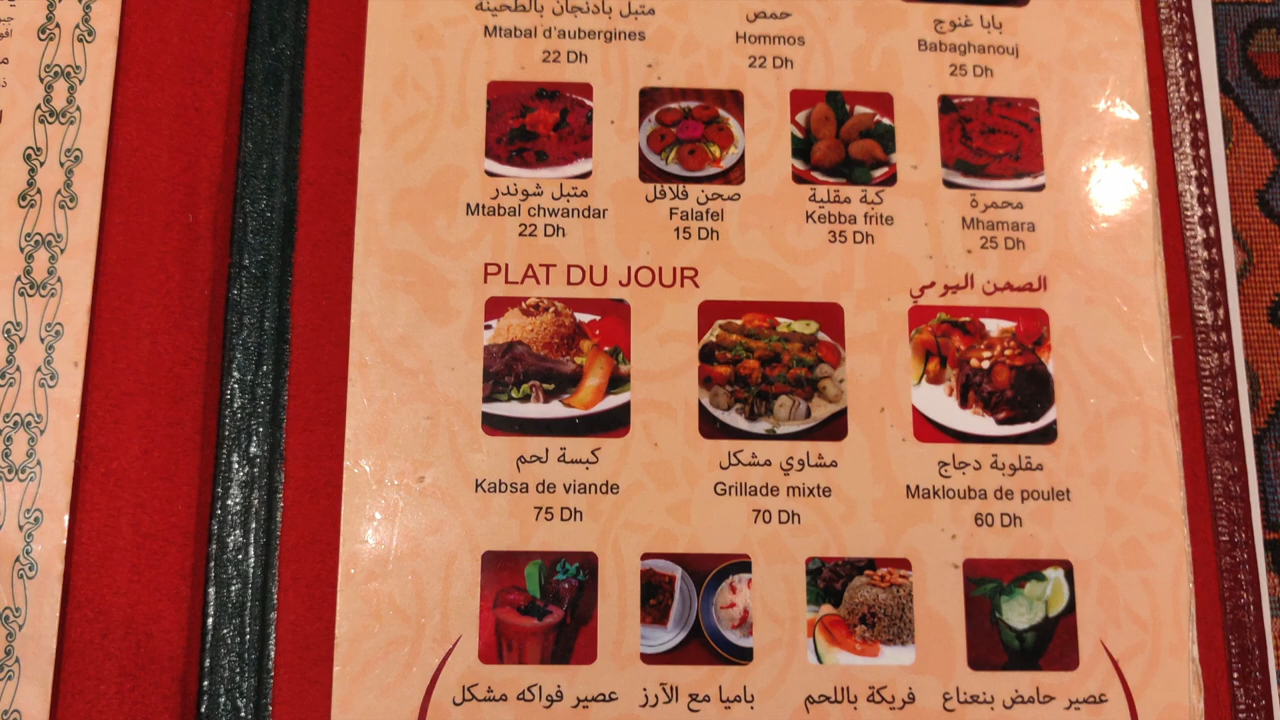 متبل بادنجان بالطحينة
Mtabal d'aubergines
22 Dh
حمص
Hommos
22 Dh
بابا غنوج
Babaghanouj
25 Dh
متبل شوندر
Mtabal chwandar
22 Dh
صحن فلافل
Falafel
15 Dh
كبة مقلية
Kebba frite
35 Dh
محمرة
Mhamara
25 Dh
PLAT DU JOUR
الصحن اليومي
كبسة لحم
Kabsa de viande
75 Dh
مشاوي مشكل
Grillade mixte
70 Dh
مقلوبة دجاج
Maklouba de poulet
60 Dh
عصير فواكه مشكل
باميا مع الآرز
فريكة باللحم
عصير حامض بنعناع